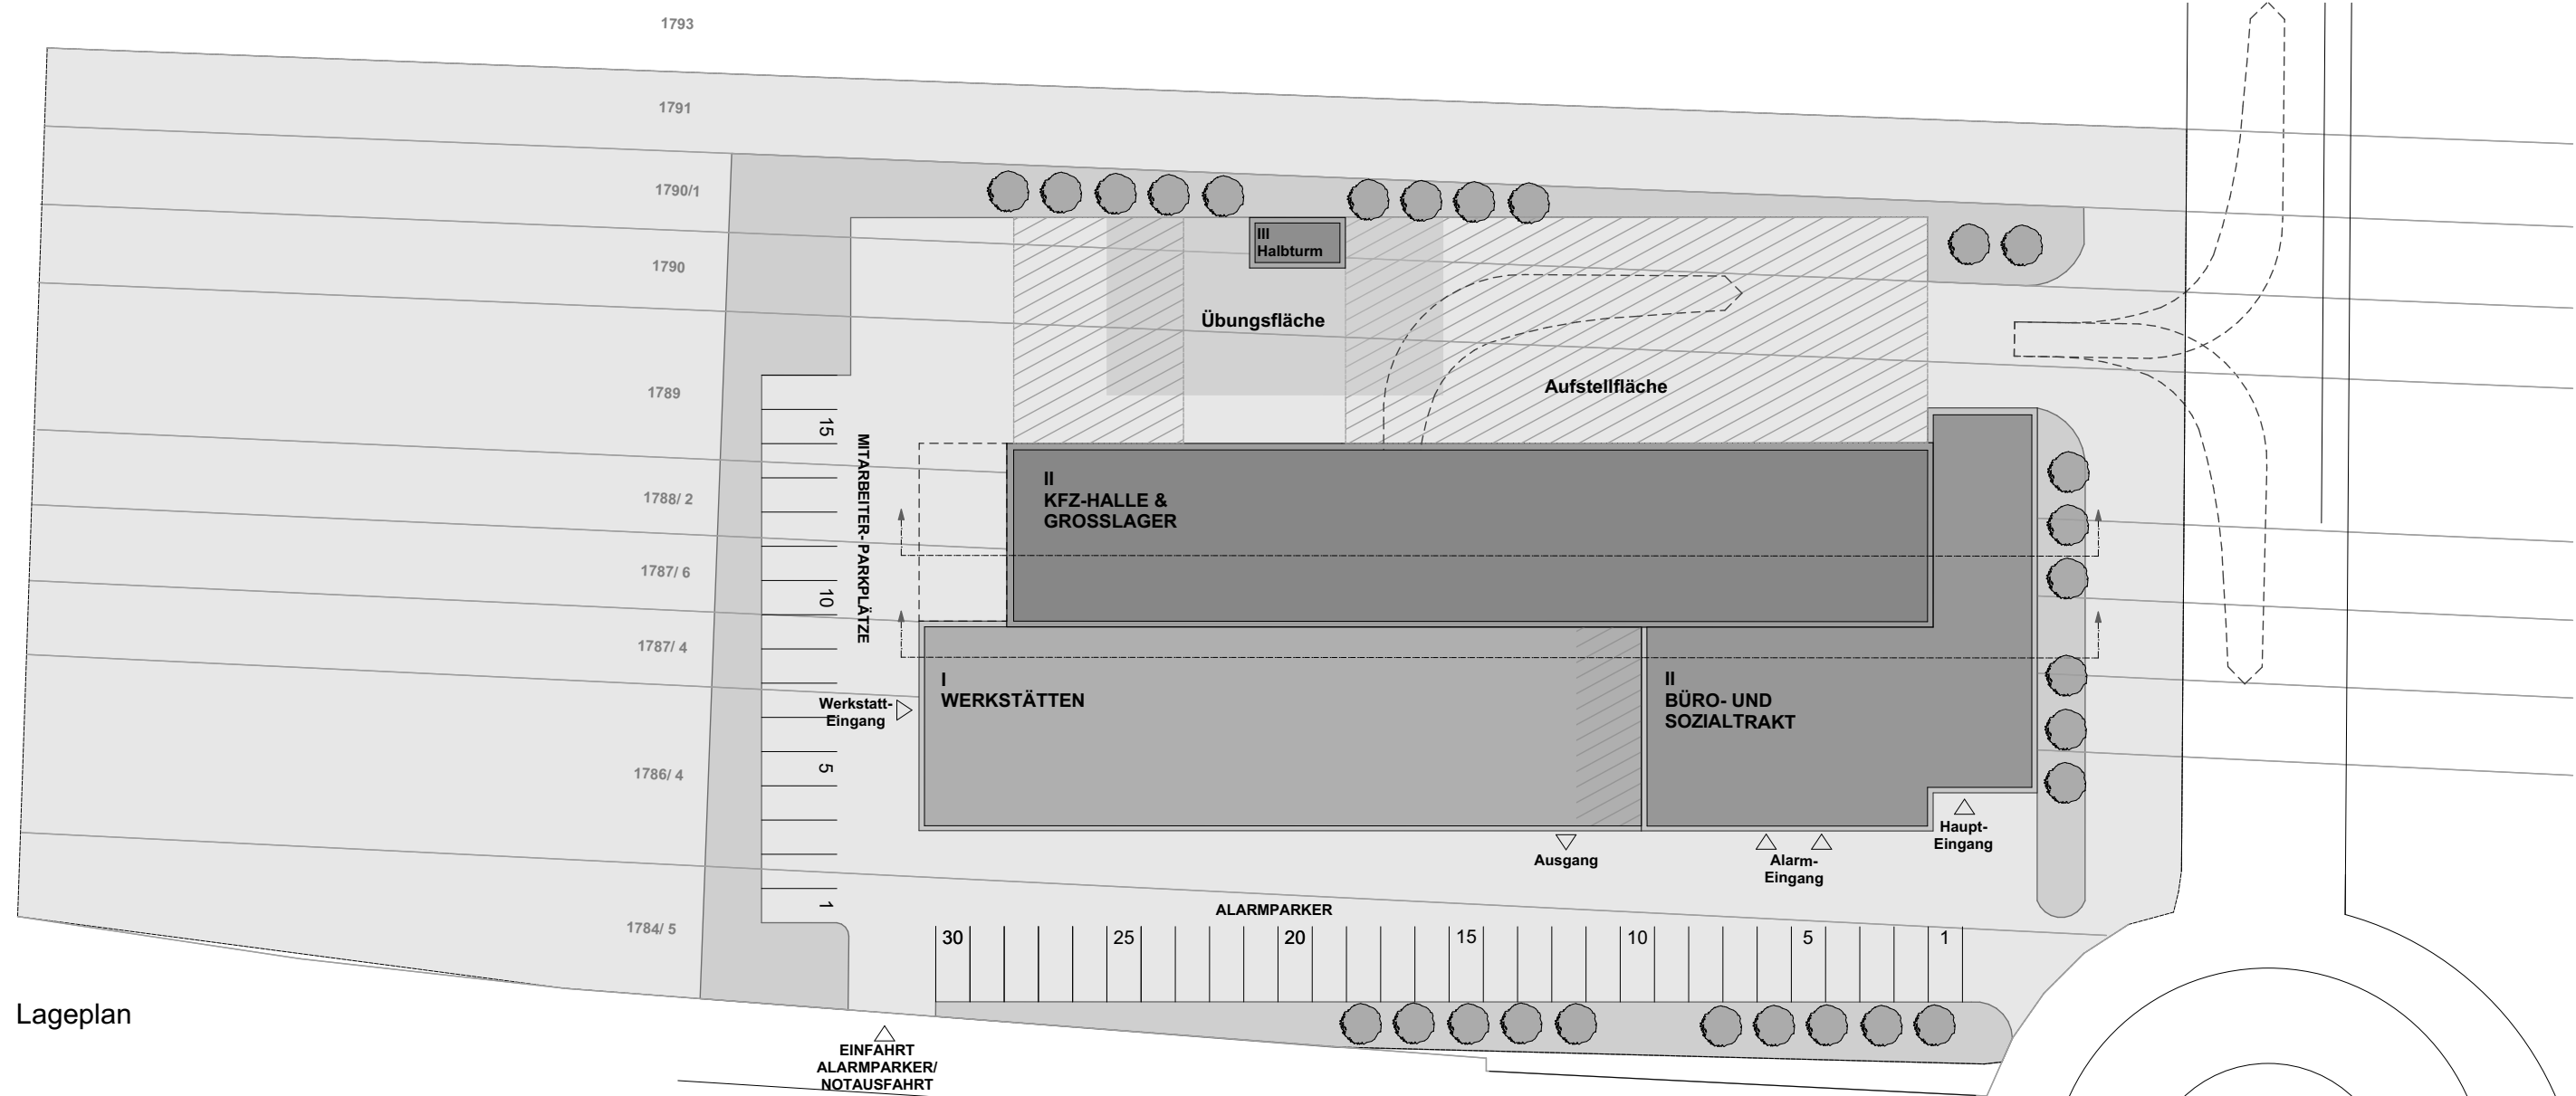 1793
1791
1790/1
1790
1789
1788/ 2
1787/ 6
1787/ 4
1786/ 4
1784/ 5
III
Halbturm
Übungsfläche
Aufstellfläche
15
10
5
1
MITARBEITER- PARKPLÄTZE
II
KFZ-HALLE &
GROSSLAGER
I
WERKSTÄTTEN
II
BÜRO- UND
SOZIALTRAKT
Werkstatt-
Eingang
Ausgang
Alarm-
Eingang
Haupt-
Eingang
ALARMPARKER
30
25
20
15
10
5
1
Lageplan
EINFAHRT
ALARMPARKER/
NOTAUSFAHRT